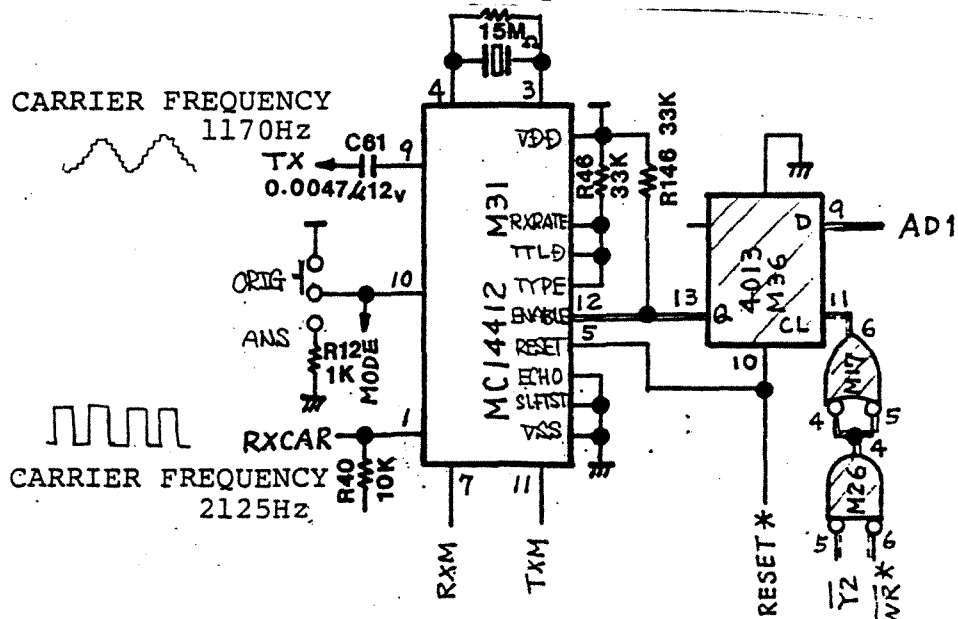 15MΩ
4
3
CARRIER FREQUENCY
1170Hz
TX
C61
0.0047µ12v
9
ORIG
10
ANS
R12
1K
MODE
RXCAR
1
R40
10K
CARRIER FREQUENCY
2125Hz
M31
MC14412
VDD
RXRATE
TTLD
TYPE
ENABLE
RESET
ECHO
SLFTST
VSS
12
5
7
11
RXM
TXM
R46
33K
R146 33K
13
Q
4013
M36
D
9
AD1
CL
11
10
6
M17
4
5
4
M26
5
6
RESET*
Y2
WR*